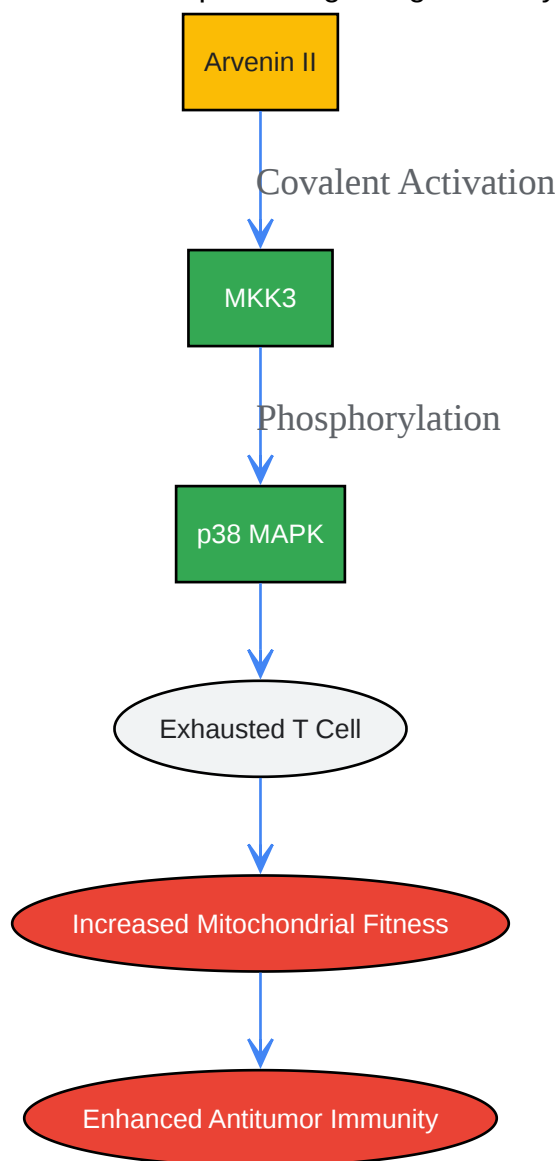 Arvenin II
Covalent Activation
MKK3
Phosphorylation
p38 MAPK
Exhausted T Cell
Increased Mitochondrial Fitness
Enhanced Antitumor Immunity